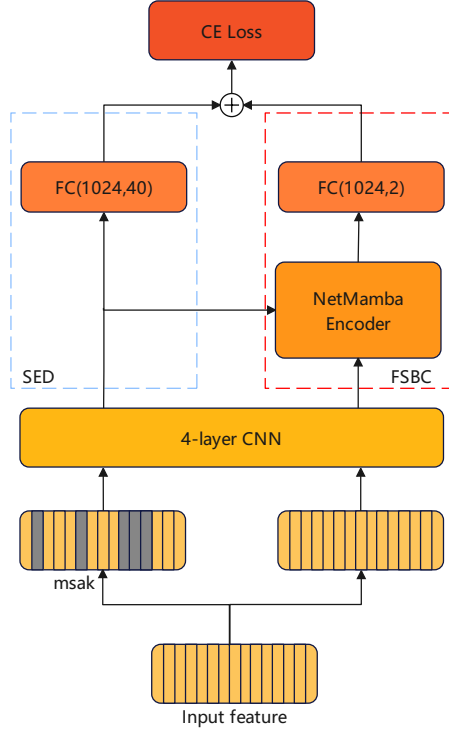 CE Loss
FC(1024,40)
FC(1024,2)
NetMamba
Encoder
SED
FSBC
4-layer CNN
msak
Input feature